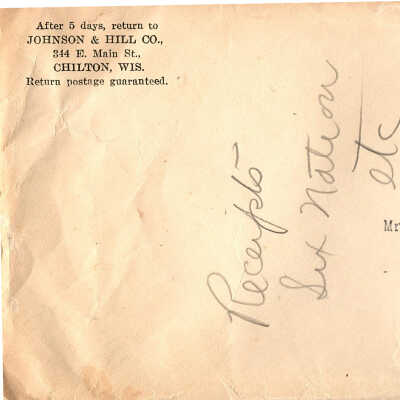 After 5 days, return to
JOHNSON & HILL CO.,
344 E. Main St.,
CHILTON, WIS.
Return postage guaranteed.
Receipts
Six Nation
etc
Mr